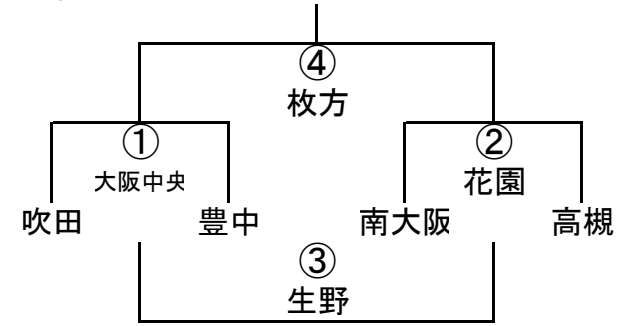 ④
枚方
① ②
大阪中央 花園
吹田 豊中 南大阪 高槻
③
生野